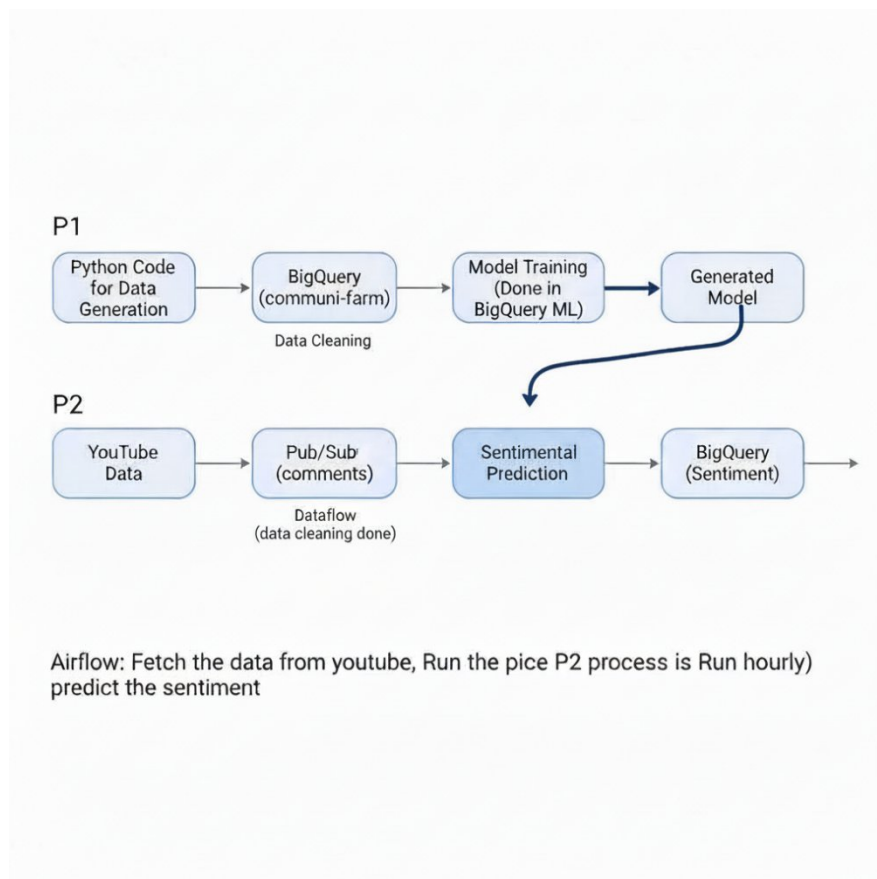 P1
Python Code
for Data
Generation
BigQuery
(communi-farm)
Data Cleaning
Model Training
(Done in
BigQuery ML)
Generated
Model
P2
YouTube
Data
Pub/Sub
(comments)
Dataflow
(data cleaning done)
Sentimental
Prediction
BigQuery
(Sentiment)
Airflow: Fetch the data from youtube, Run the pice P2 process is Run hourly)
predict the sentiment